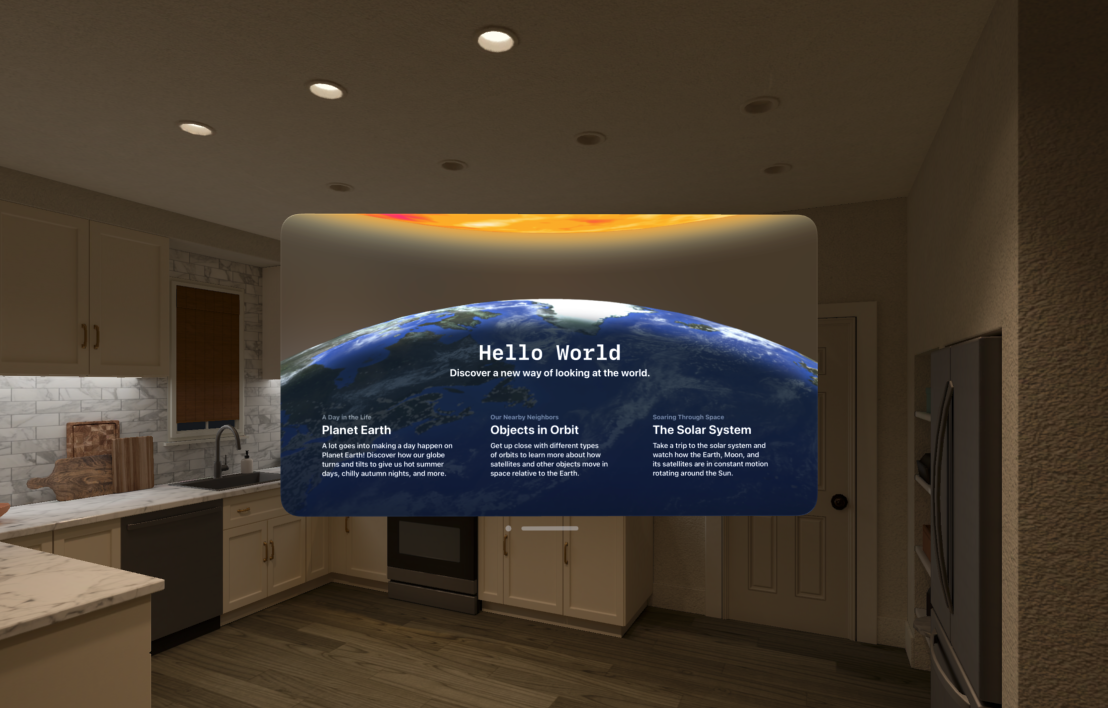 Hello World
Discover a new way of looking at the world.
A Day in the Life
Planet Earth
A lot goes into making a day happen on
Planet Earth! Discover how our globe
turns and tilts to give us hot summer
days, chilly autumn nights, and more.
Our Nearby Neighbors
Objects in Orbit
Get up close with different types
of orbits to learn more about how
satellites and other objects move in
space relative to the Earth.
Soaring Through Space
The Solar System
Take a trip to the solar system and
watch how the Earth, Moon, and
its satellites are in constant motion
rotating around the Sun.